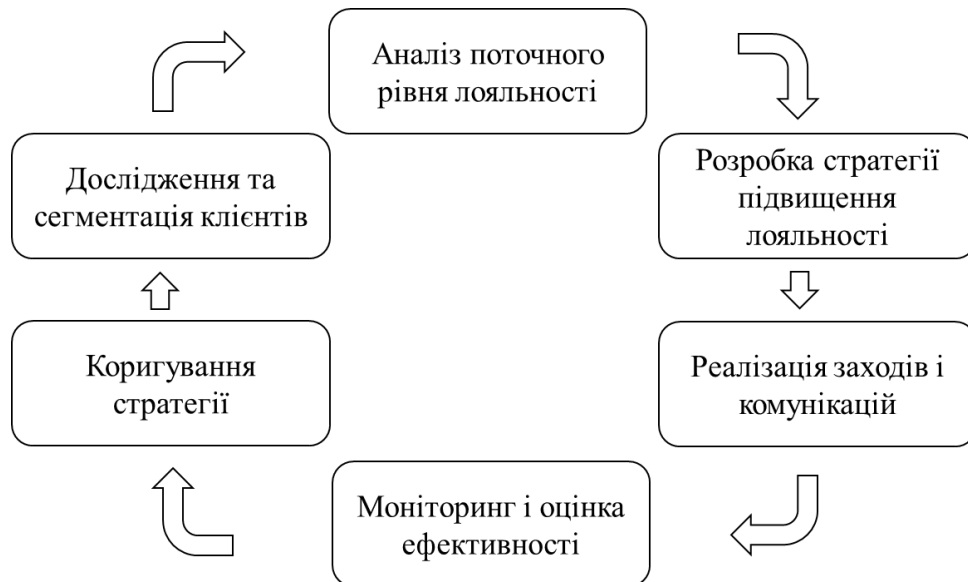 Аналіз поточного
рівня лояльності
Розробка стратегії
підвищення
лояльності
Реалізація заходів і
комунікацій
Моніторинг і оцінка
ефективності
Коригування
стратегії
Дослідження та
сегментація клієнтів